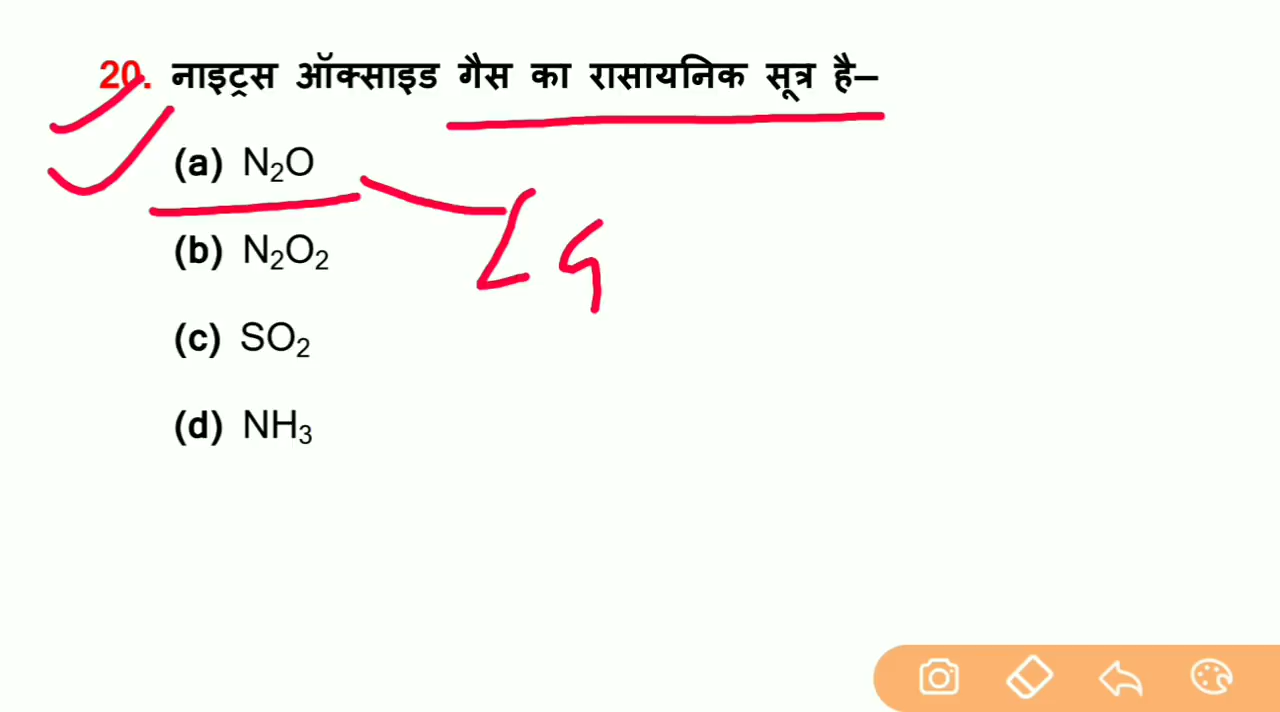 20. नाइट्रस ऑक्साइड गैस का रासायनिक सूत्र है–
(a) N₂O
(b) N₂O₂
(c) SO₂
(d) NH₃